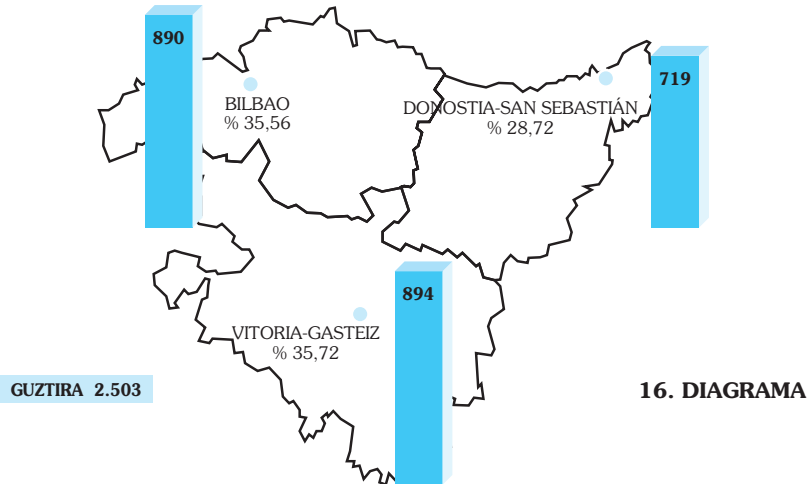 890
BILBAO
% 35,56
DONOSTIA-SAN SEBASTIÁN
% 28,72
719
894
VITORIA-GASTEIZ
% 35,72
GUZTIRA 2.503
16. DIAGRAMA